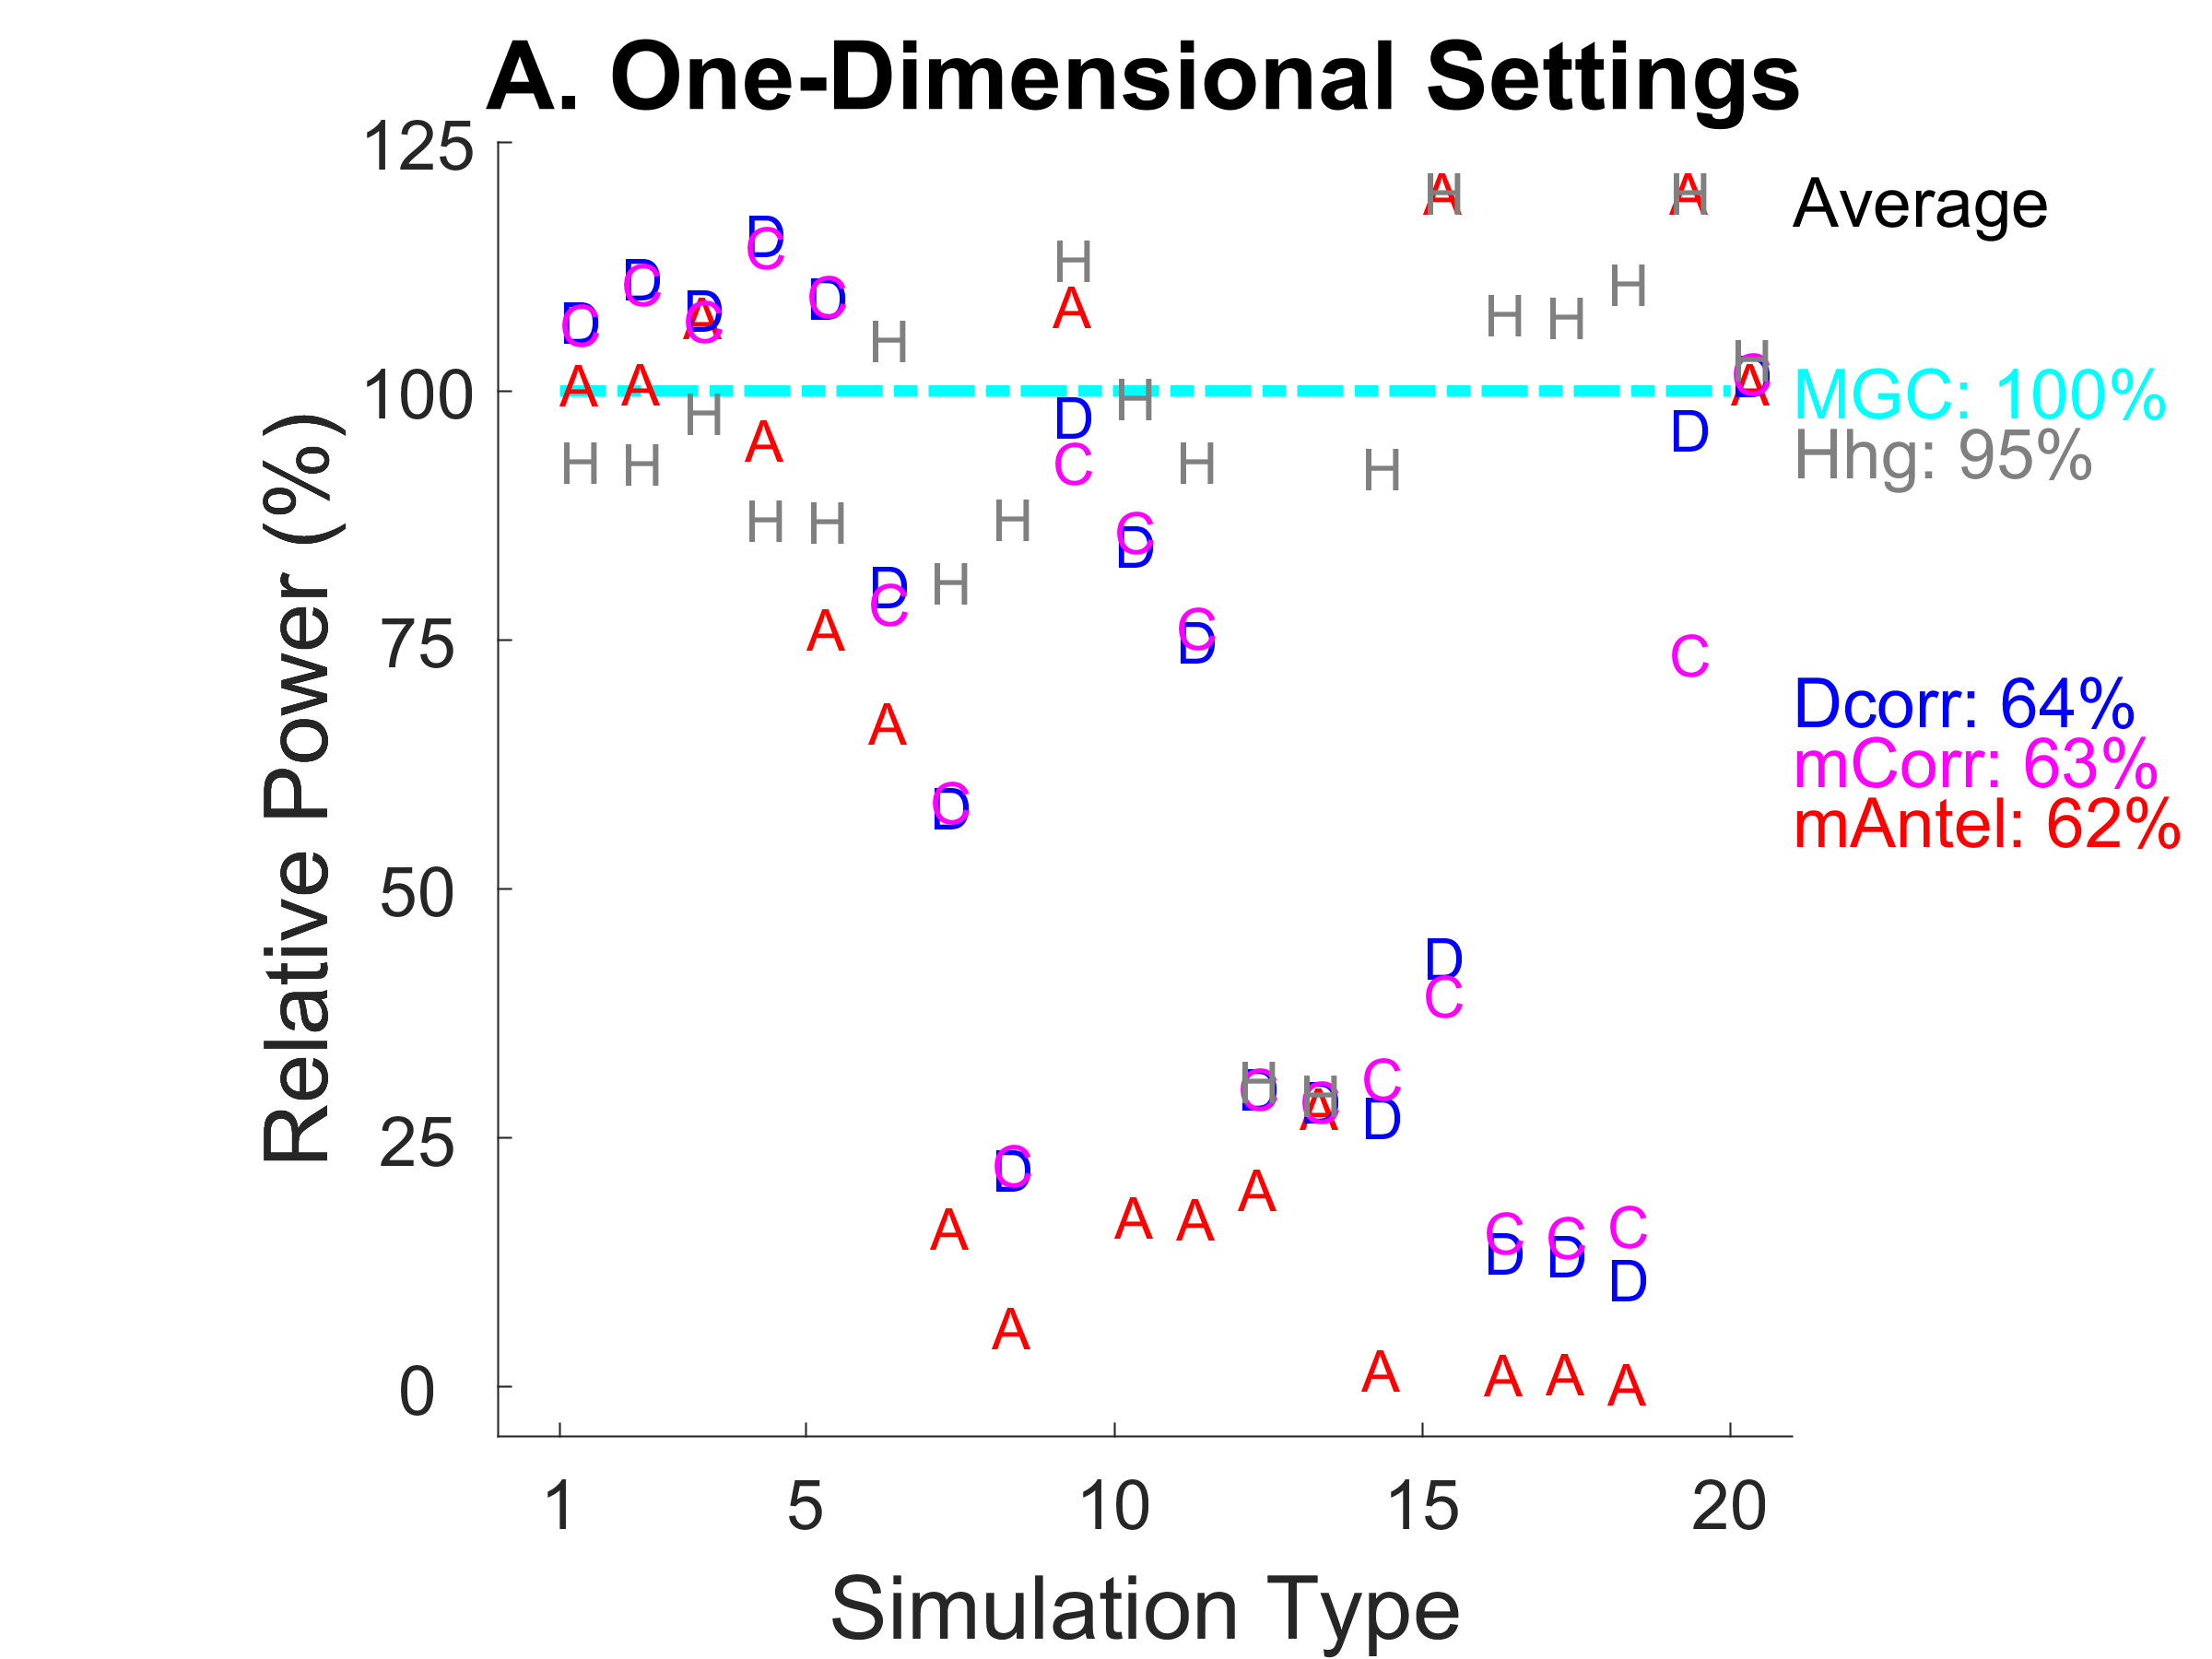 A. One-Dimensional Settings
Relative Power (%)
125
100
75
50
25
0
1 5 10 15 20
Simulation Type
Average
MGC: 100%
Hhg: 95%
Dcorr: 64%
mCorr: 63%
mAntel: 62%